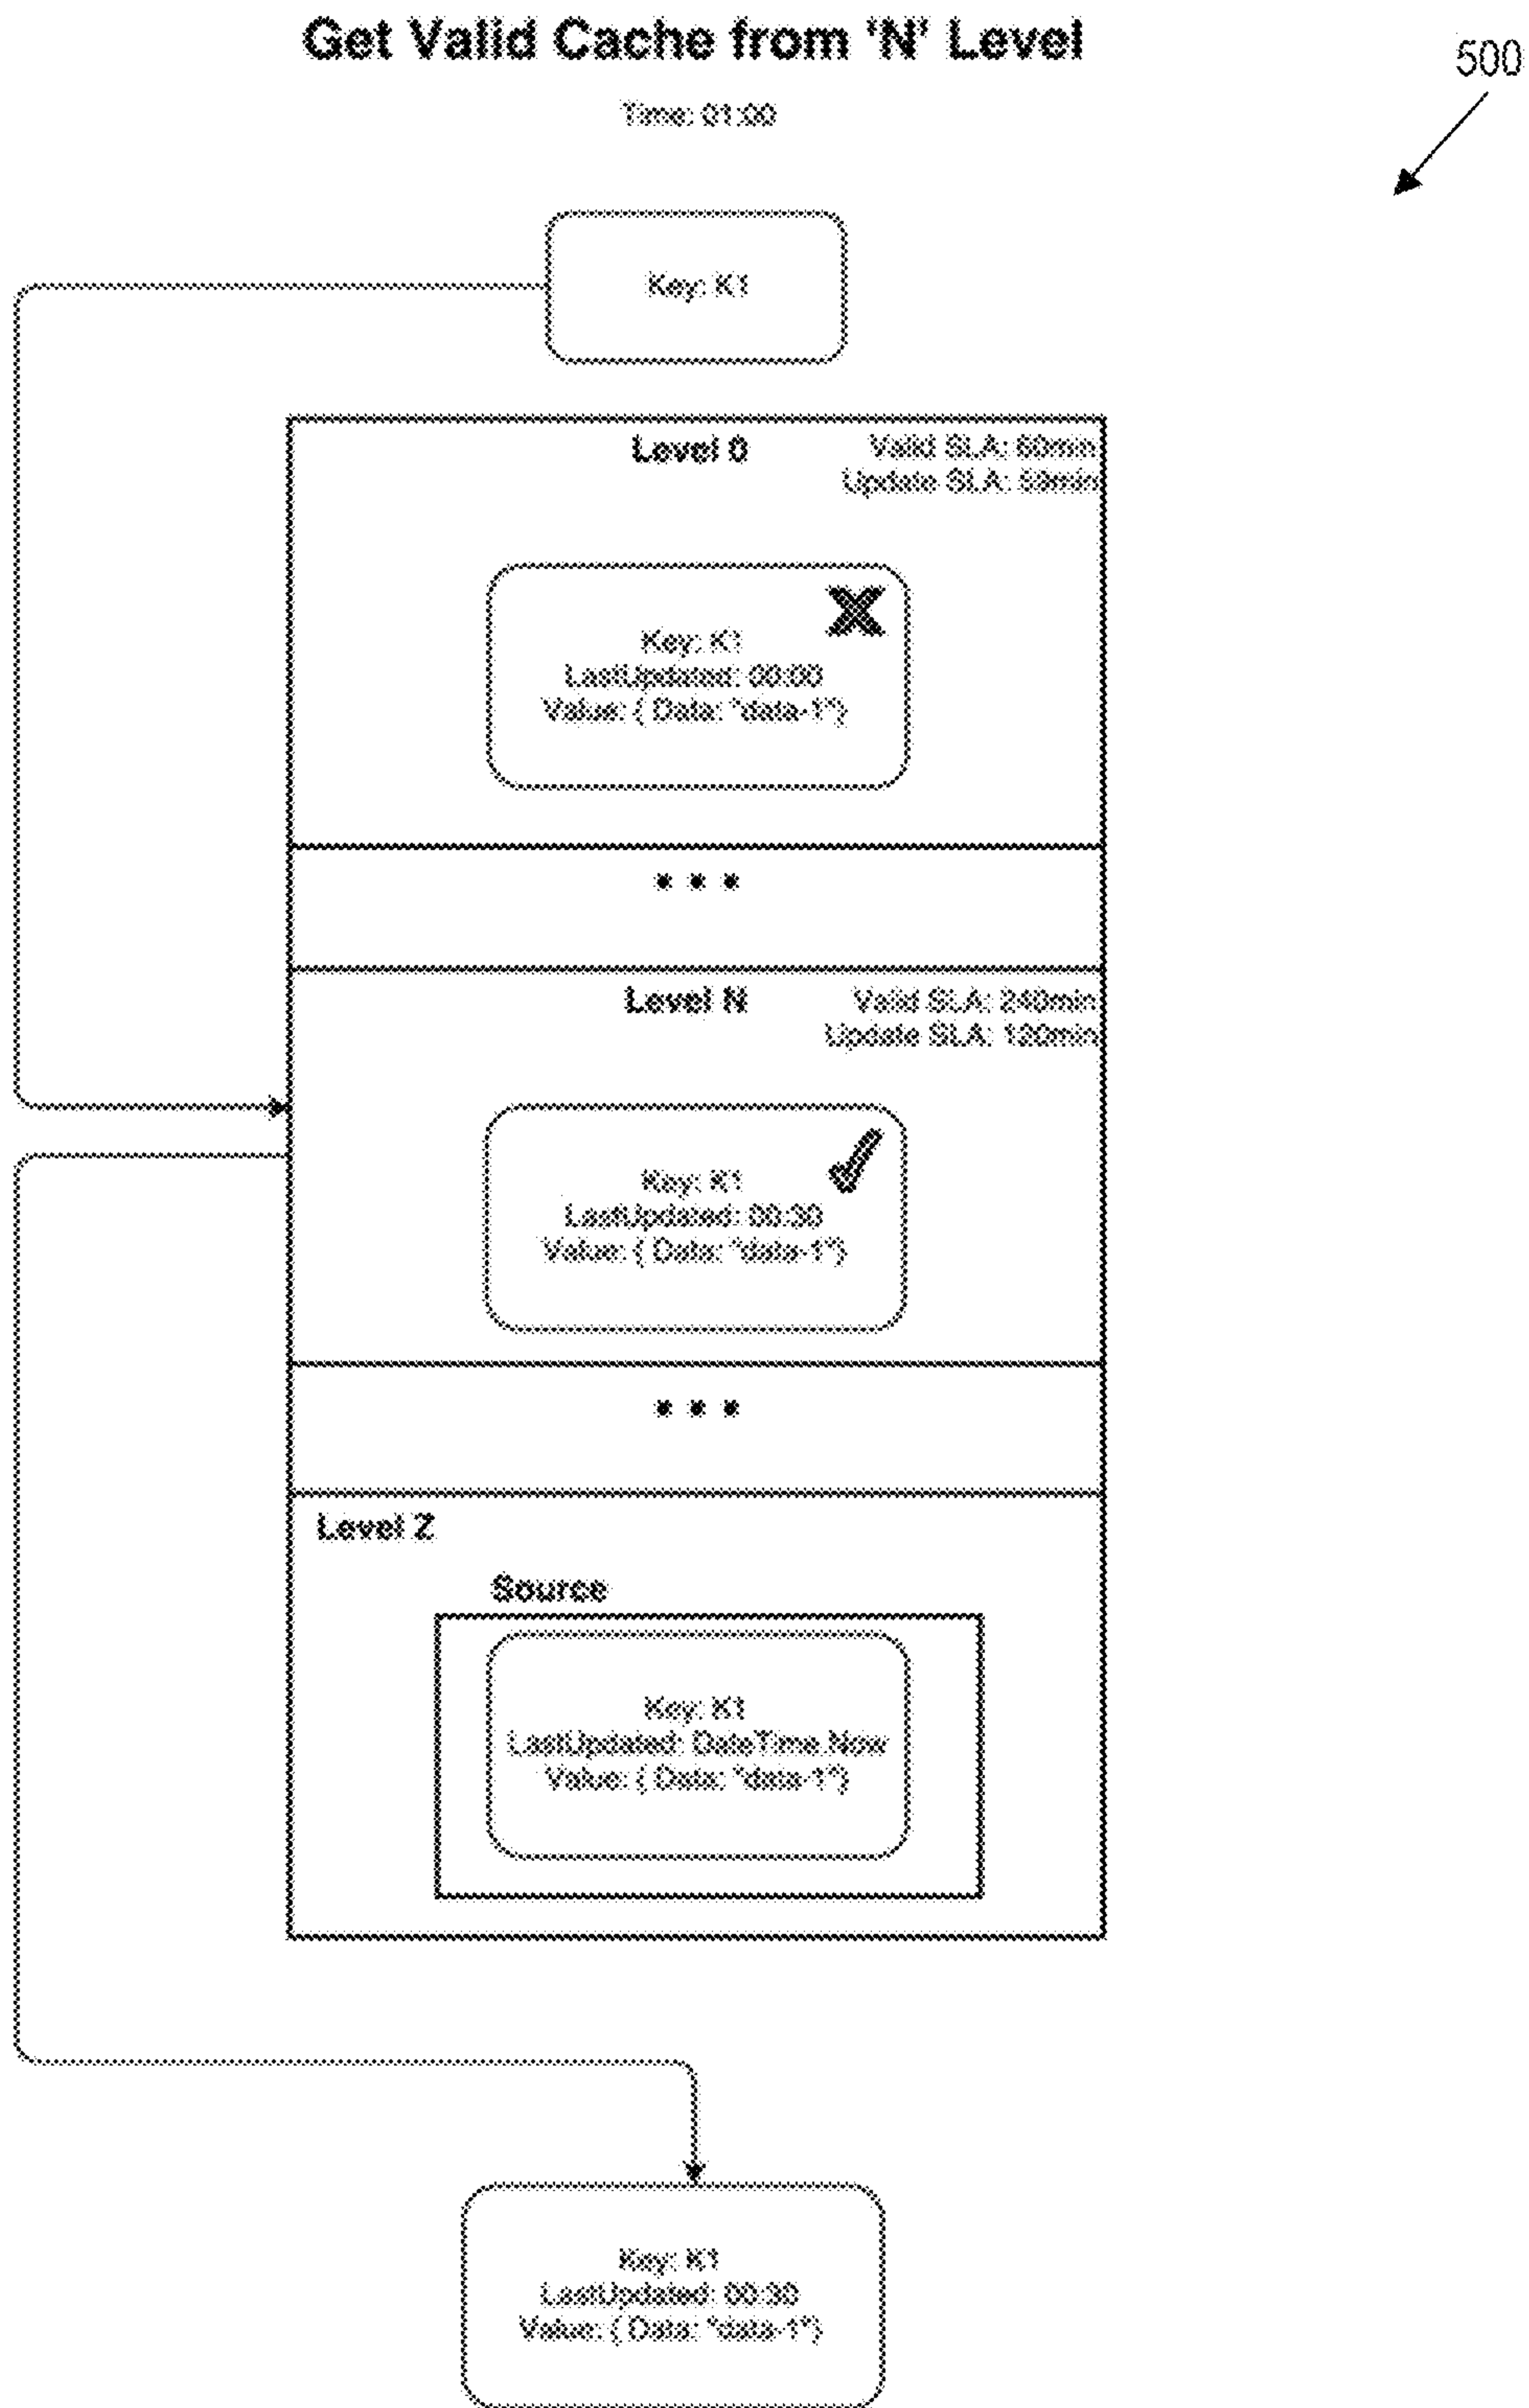 Get Valid Cache from 'N' Level
500
Time: 01:00
Key: K1
Level 0
Valid SLA: 60min
Update SLA: 59min
Key: K1
LastUpdated: 00:00
Value: { Data: "data-1"}
Level N
Valid SLA: 240min
Update SLA: 120min
Key: K1
LastUpdated: 00:30
Value: { Data: "data-1"}
Level Z
Source
Key: K1
LastUpdated: DateTime.Now
Value: { Data: "data-1"}
Key: K1
LastUpdated: 00:30
Value: { Data: "data-1"}